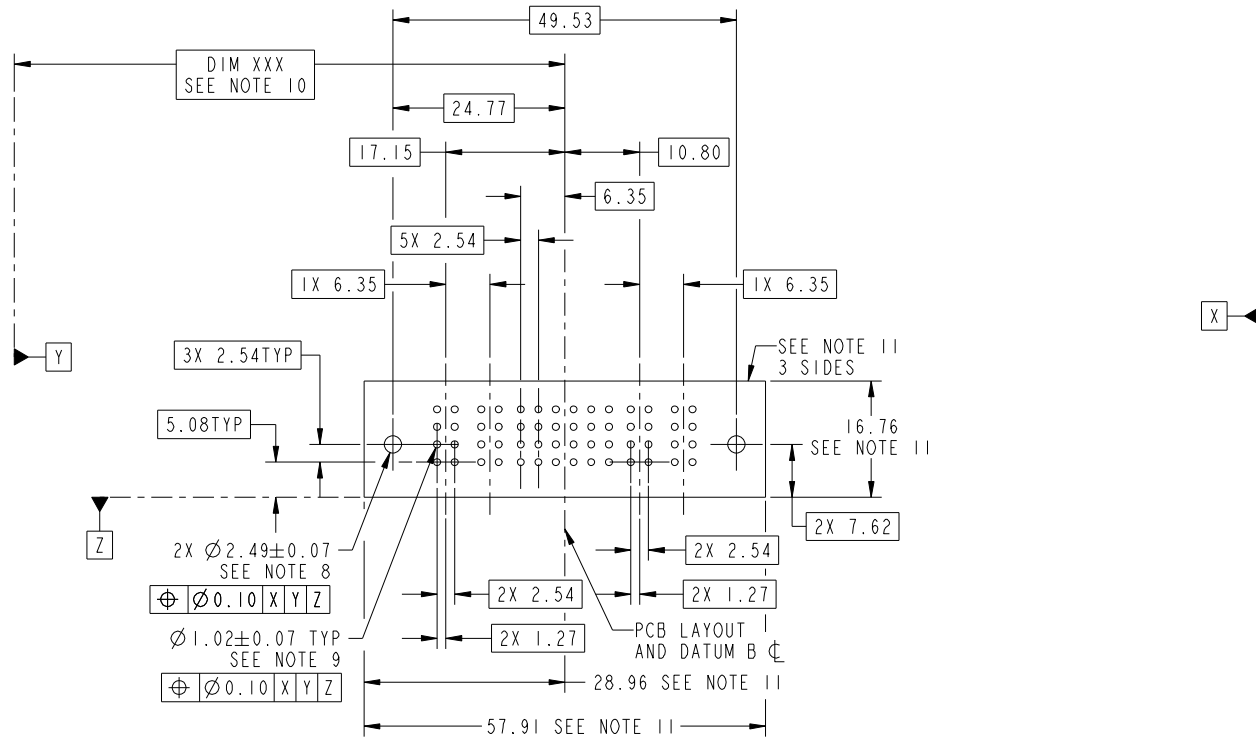 49.53
DIM XXX
SEE NOTE 10
24.77
17.15
10.80
6.35
5X 2.54
1X 6.35
1X 6.35
X
Y
3X 2.54TYP
SEE NOTE 11
3 SIDES
5.08TYP
16.76
SEE NOTE 11
Z
2X 7.62
2X Ø2.49±0.07
SEE NOTE 8
⌖ Ø0.10 X Y Z
2X 2.54
2X 2.54
2X 1.27
Ø1.02±0.07 TYP
SEE NOTE 9
⌖ Ø0.10 X Y Z
2X 1.27
PCB LAYOUT
AND DATUM B ℄
28.96 SEE NOTE 11
57.91 SEE NOTE 11